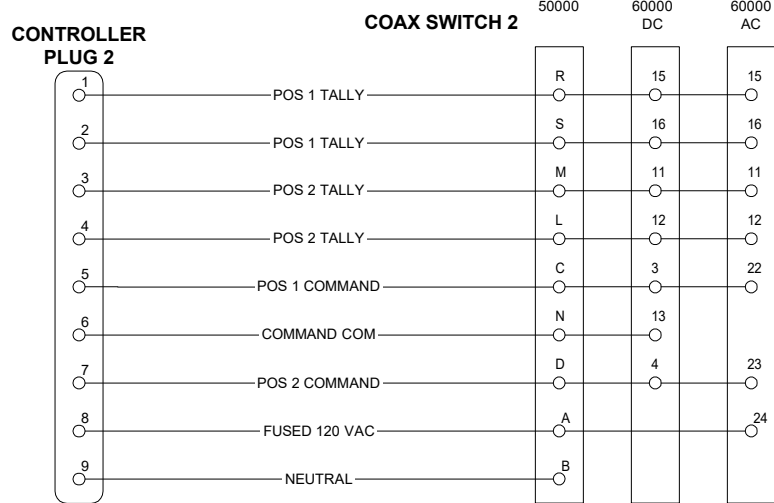 50000 60000 60000
COAX SWITCH 2 DC AC
CONTROLLER
PLUG 2
1 R 15 15
POS 1 TALLY
2 S 16 16
POS 1 TALLY
3 M 11 11
POS 2 TALLY
4 L 12 12
POS 2 TALLY
5 C 3 22
POS 1 COMMAND
6 N 13
COMMAND COM
7 D 4 23
POS 2 COMMAND
8 A 24
FUSED 120 VAC
9 B
NEUTRAL